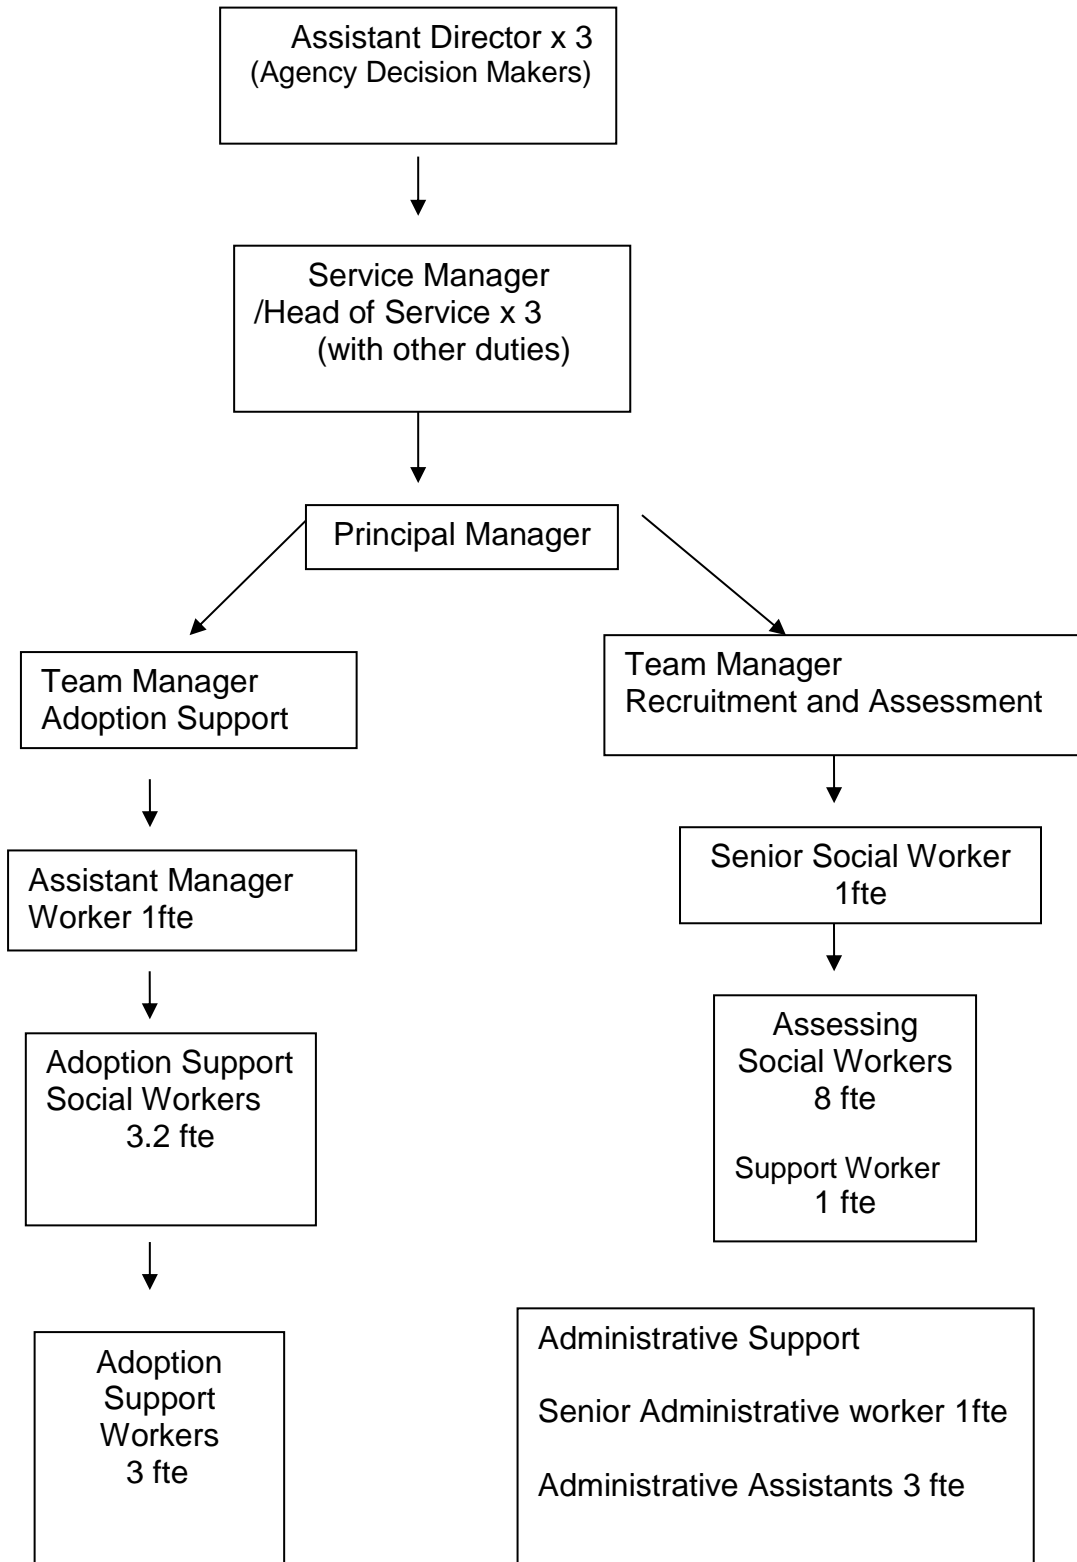 Assistant Director x 3
(Agency Decision Makers)
Service Manager
/Head of Service x 3
(with other duties)
Principal Manager
Team Manager
Adoption Support
Team Manager
Recruitment and Assessment
Assistant Manager
Worker 1fte
Senior Social Worker
1fte
Adoption Support
Social Workers
3.2 fte
Assessing
Social Workers
8 fte
Support Worker
1 fte
Adoption
Support
Workers
3 fte
Administrative Support
Senior Administrative worker 1fte
Administrative Assistants 3 fte